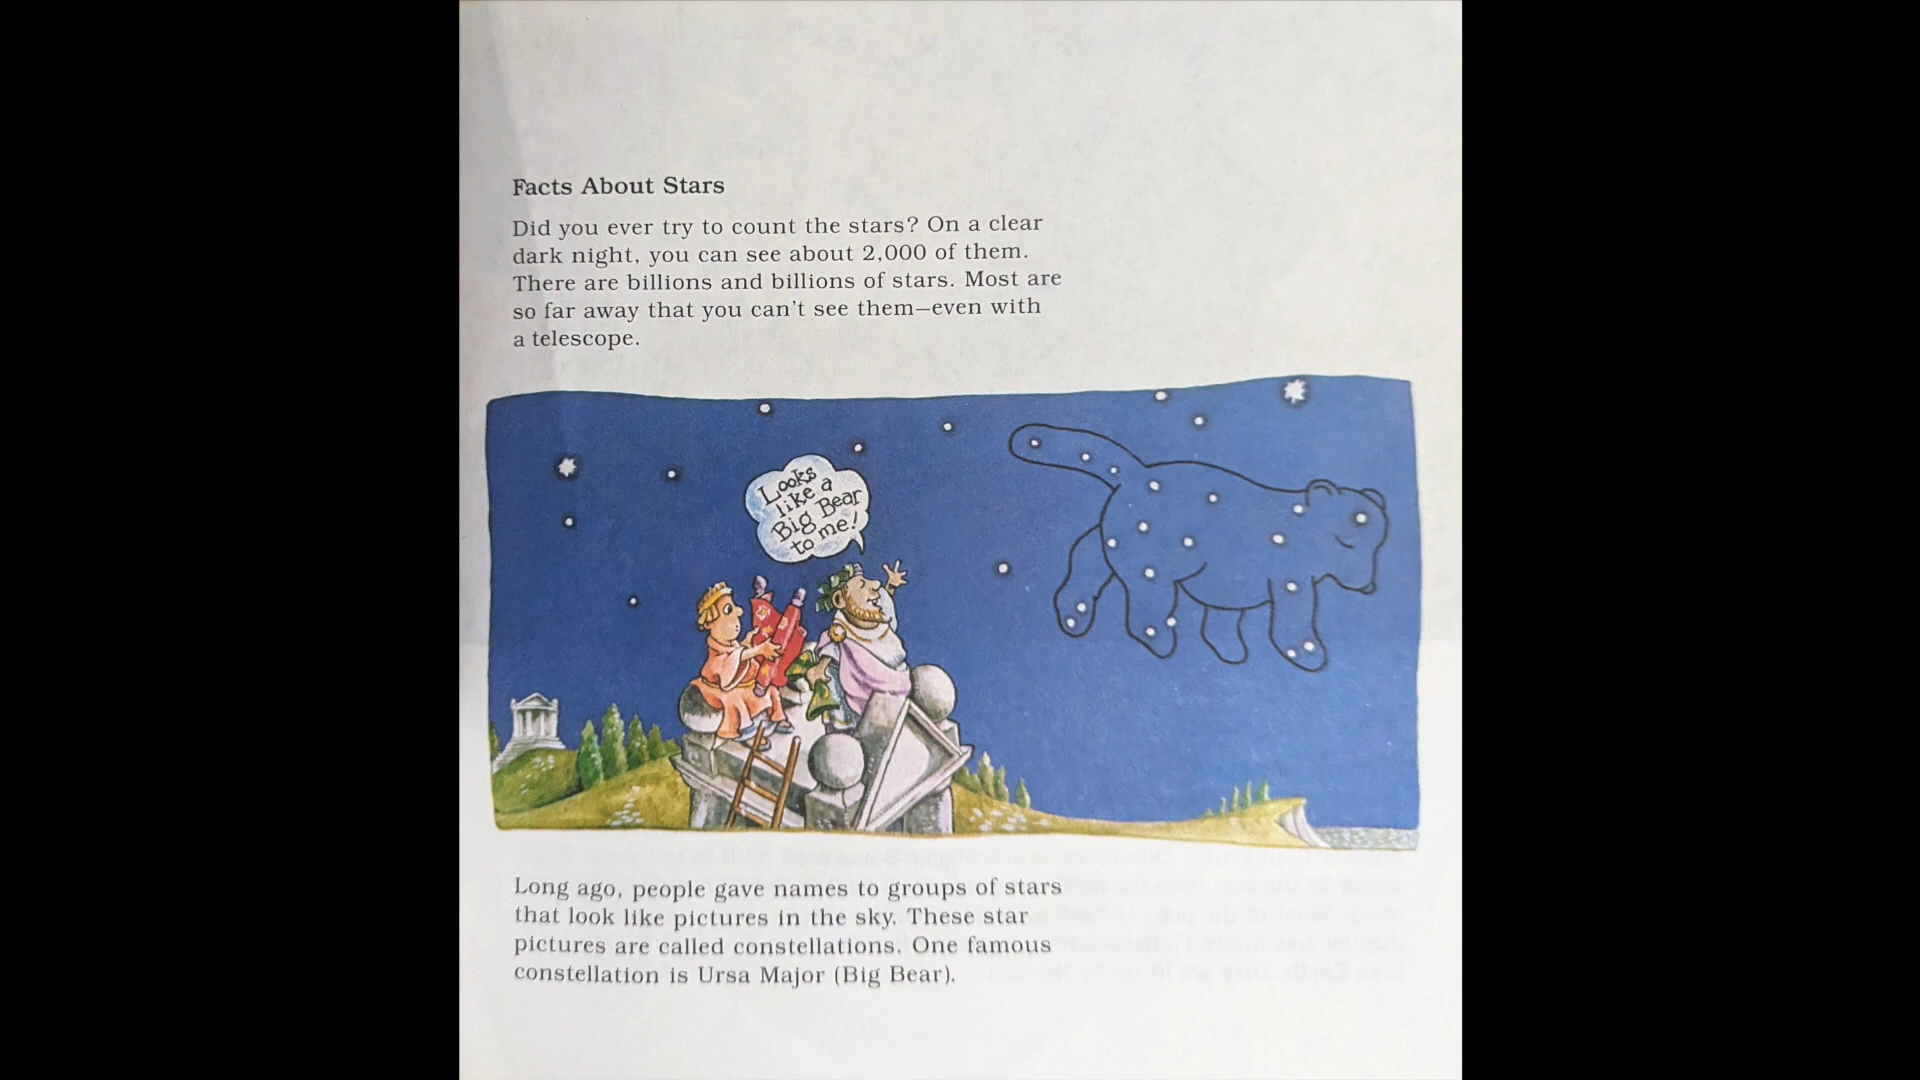 Facts About Stars
Did you ever try to count the stars? On a clear
dark night, you can see about 2,000 of them.
There are billions and billions of stars. Most are
so far away that you can't see them—even with
a telescope.
Looks
like a
Big Bear
to me!
Long ago, people gave names to groups of stars
that look like pictures in the sky. These star
pictures are called constellations. One famous
constellation is Ursa Major (Big Bear).